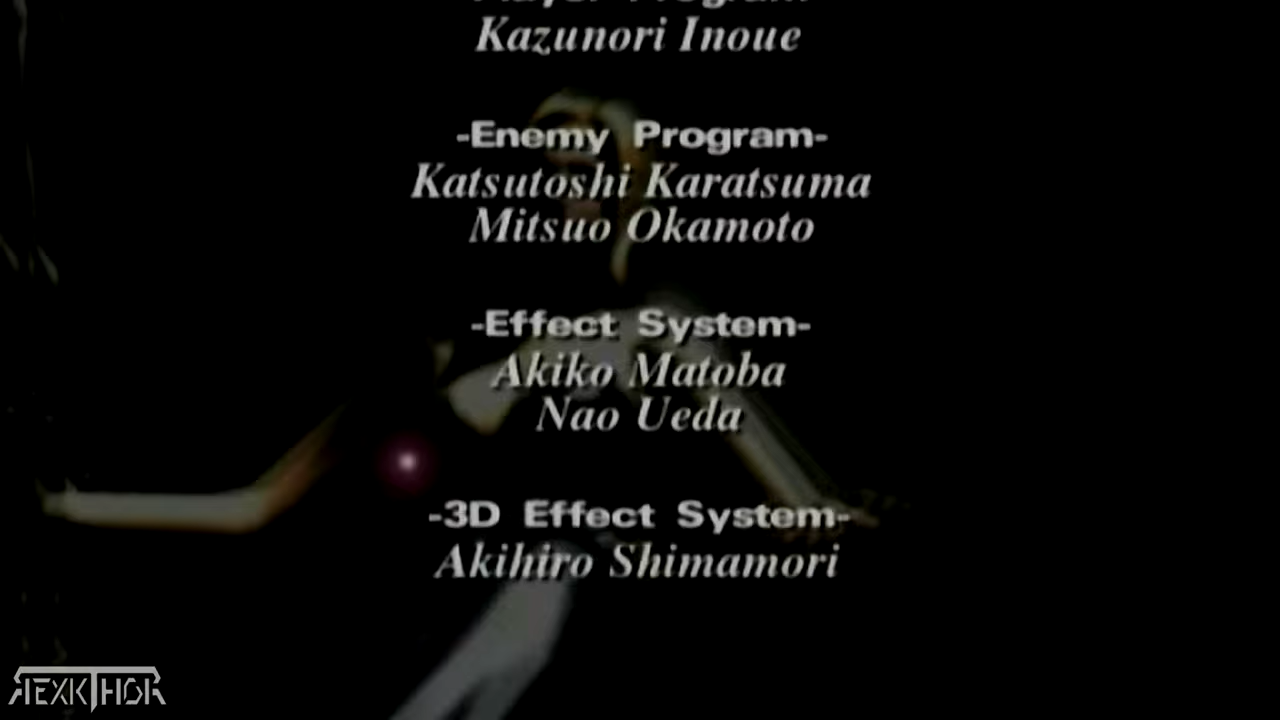 Kazunori Inoue
-Enemy Program-
Katsutoshi Karatsuma
Mitsuo Okamoto
-Effect System-
Akiko Matoba
Nao Ueda
-3D Effect System-
Akihiro Shimamori